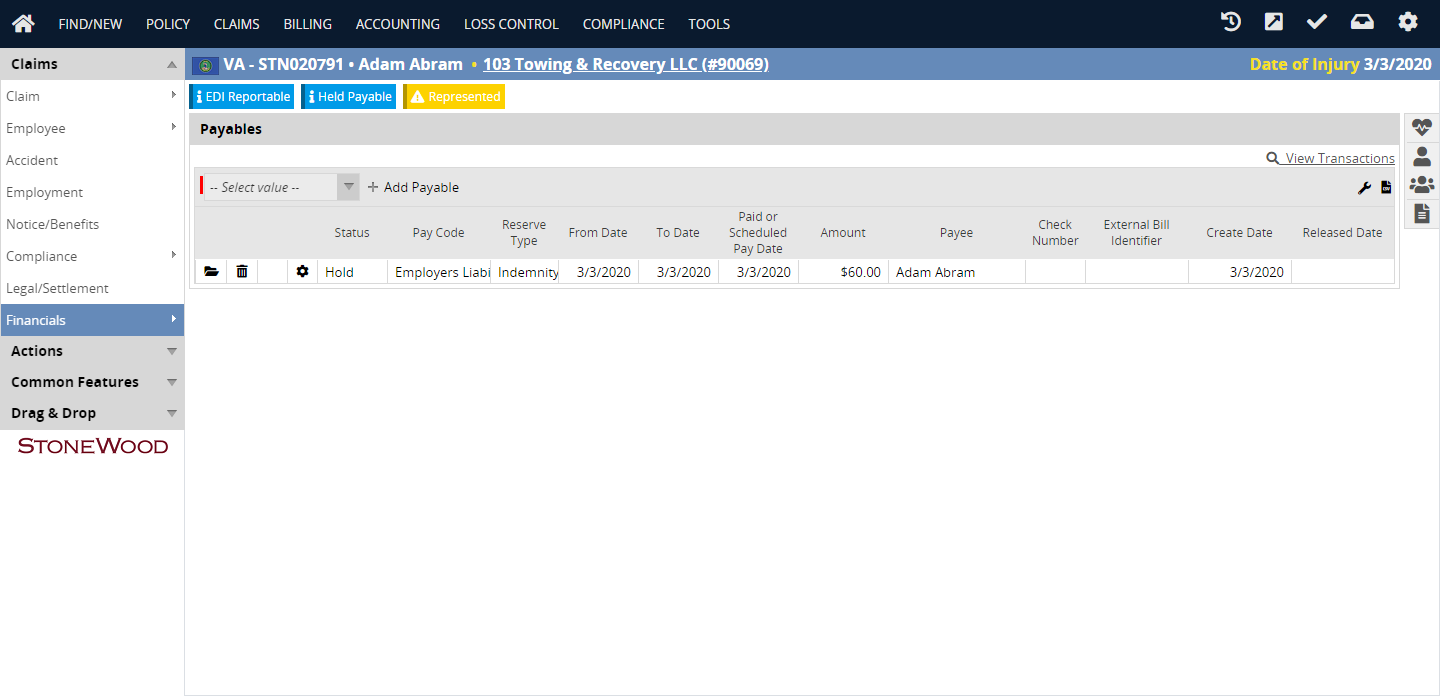 FIND/NEW POLICY CLAIMS BILLING ACCOUNTING LOSS CONTROL COMPLIANCE TOOLS
Claims
Claim
Employee
Accident
Employment
Notice/Benefits
Compliance
Legal/Settlement
Financials
Actions
Common Features
Drag & Drop
STONEWOOD
VA - STN020791 • Adam Abram • 103 Towing & Recovery LLC (#90069) Date of Injury 3/3/2020
EDI Reportable Held Payable Represented
Payables
View Transactions
-- Select value -- Add Payable
Status Pay Code Reserve Type From Date To Date Paid or Scheduled Pay Date Amount Payee Check Number External Bill Identifier Create Date Released Date
Hold Employers Liabi Indemnity 3/3/2020 3/3/2020 3/3/2020 $60.00 Adam Abram 3/3/2020